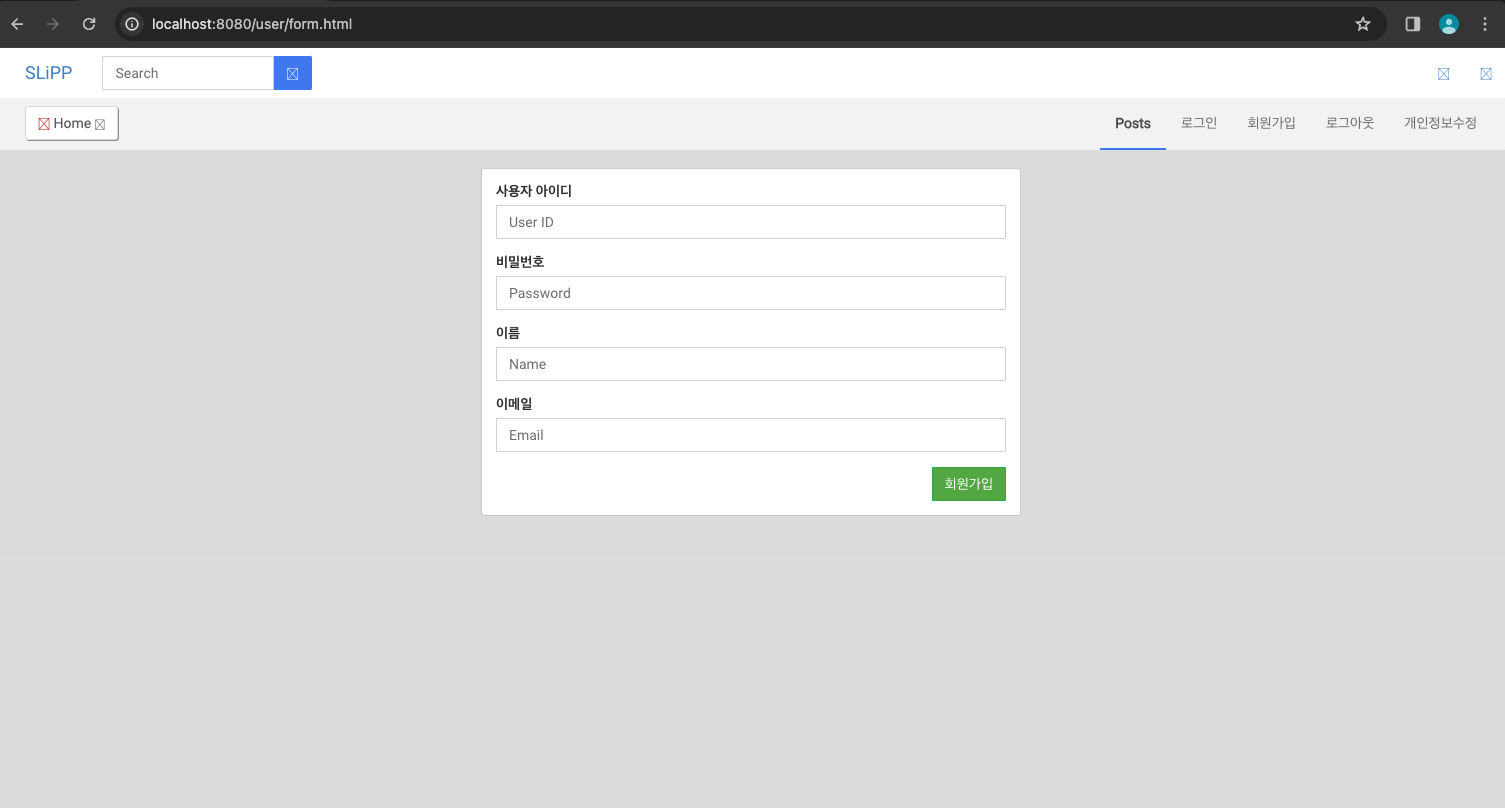 localhost:8080/user/form.html
SLiPP Search
Home Posts 로그인 회원가입 로그아웃 개인정보수정
사용자 아이디
User ID
비밀번호
Password
이름
Name
이메일
Email
회원가입